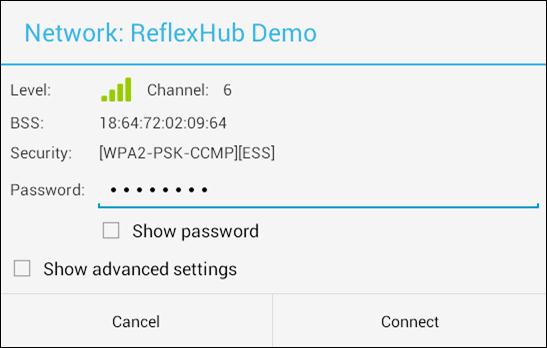 Network: ReflexHub Demo
Level: Channel: 6
BSS: 18:64:72:02:09:64
Security: [WPA2-PSK-CCMP][ESS]
Password: ••••••••
Show password
Show advanced settings
Cancel Connect